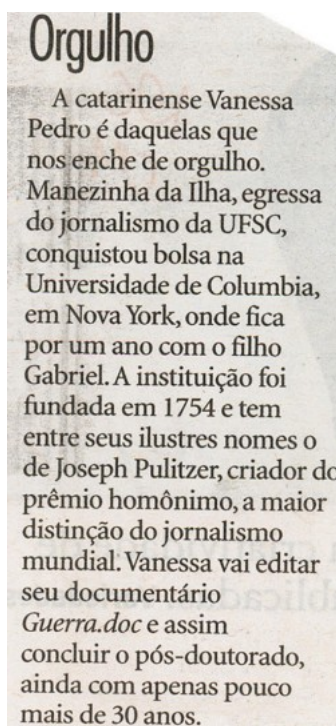 Orgulho
A catarinense Vanessa
Pedro é daquelas que
nos enche de orgulho.
Manezinha da Ilha, egressa
do jornalismo da UFSC,
conquistou bolsa na
Universidade de Columbia,
em Nova York, onde fica
por um ano com o filho
Gabriel. A instituição foi
fundada em 1754 e tem
entre seus ilustres nomes o
de Joseph Pulitzer, criador do
prêmio homônimo, a maior
distinção do jornalismo
mundial. Vanessa vai editar
seu documentário
Guerra.doc e assim
concluir o pós-doutorado,
ainda com apenas pouco
mais de 30 anos.